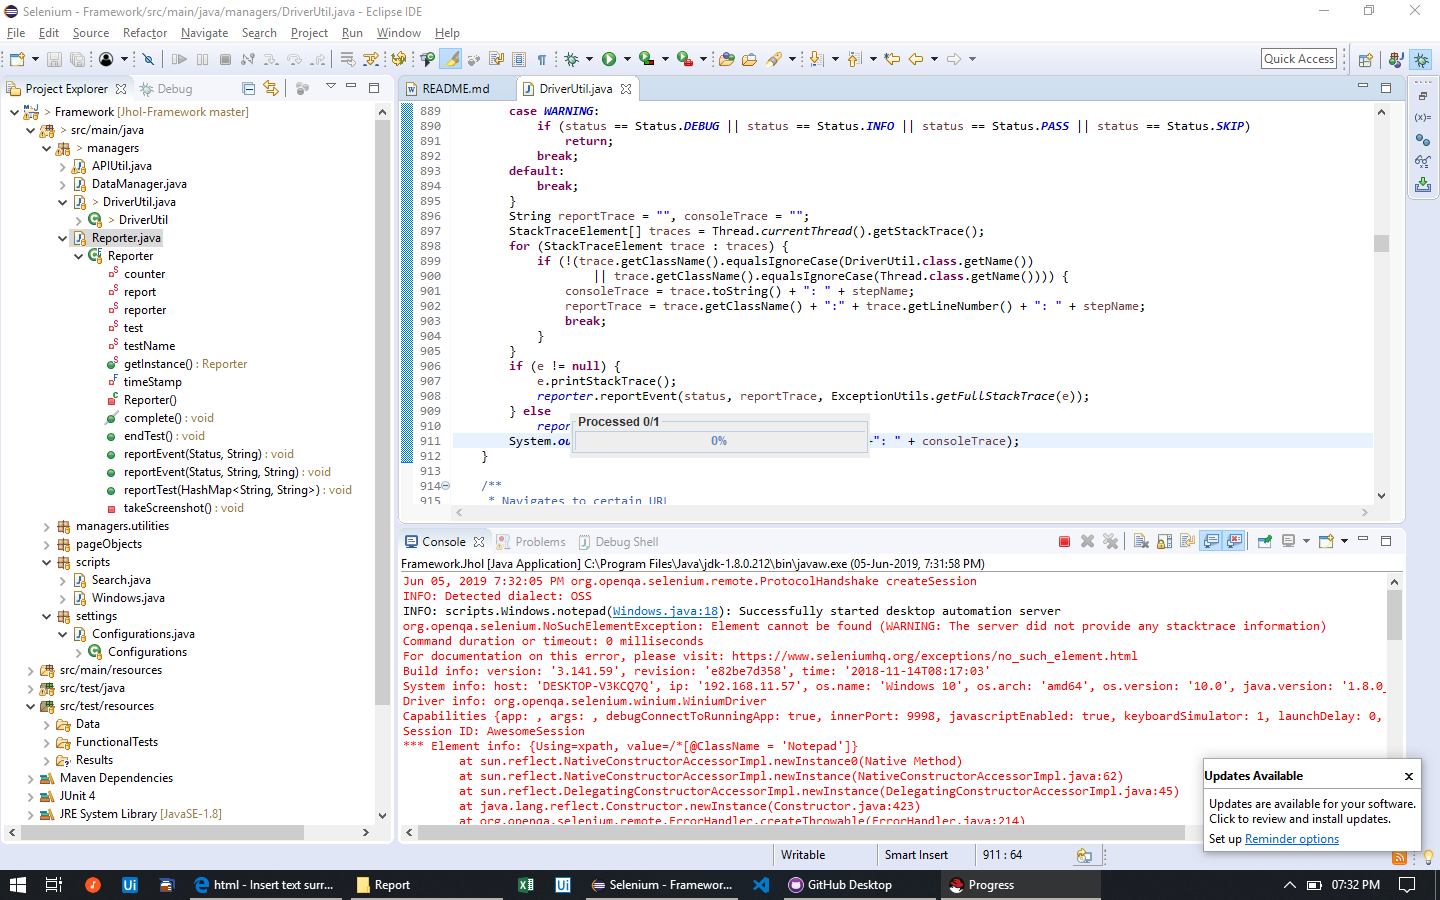 Selenium - Framework/src/main/java/managers/DriverUtil.java - Eclipse IDE
File Edit Source Refactor Navigate Search Project Run Window Help
Quick Access
Project Explorer Debug
README.md DriverUtil.java
> Framework [Jhol-Framework master]
> src/main/java
> managers
APIUtil.java
DataManager.java
> DriverUtil.java
> DriverUtil
Reporter.java
Reporter
counter
report
reporter
test
testName
getInstance() : Reporter
timeStamp
Reporter()
complete() : void
endTest() : void
reportEvent(Status, String) : void
reportEvent(Status, String, String) : void
reportTest(HashMap<String, String>) : void
takeScreenshot() : void
managers.utilities
pageObjects
scripts
Search.java
Windows.java
settings
Configurations.java
Configurations
src/main/resources
src/test/java
src/test/resources
Data
FunctionalTests
Results
Maven Dependencies
JUnit 4
JRE System Library [JavaSE-1.8]
889 case WARNING:
890 if (status == Status.DEBUG || status == Status.INFO || status == Status.PASS || status == Status.SKIP)
891 return;
892 break;
893 default:
894 break;
895 }
896 String reportTrace = "", consoleTrace = "";
897 StackTraceElement[] traces = Thread.currentThread().getStackTrace();
898 for (StackTraceElement trace : traces) {
899 if (!(trace.getClassName().equalsIgnoreCase(DriverUtil.class.getName())
900 || trace.getClassName().equalsIgnoreCase(Thread.class.getName()))) {
901 consoleTrace = trace.toString() + ": " + stepName;
902 reportTrace = trace.getClassName() + ":" + trace.getLineNumber() + ": " + stepName;
903 break;
904 }
905 }
906 if (e != null) {
907 e.printStackTrace();
908 reporter.reportEvent(status, reportTrace, ExceptionUtils.getFullStackTrace(e));
909 } else
910 repor
911 System.ou +": " + consoleTrace);
912 }
913
914 /**
915 * Navigates to certain URL
Processed 0/1
0%
Console Problems Debug Shell
Framework.Jhol [Java Application] C:\Program Files\Java\jdk-1.8.0.212\bin\javaw.exe (05-Jun-2019, 7:31:58 PM)
Jun 05, 2019 7:32:05 PM org.openqa.selenium.remote.ProtocolHandshake createSession
INFO: Detected dialect: OSS
INFO: scripts.Windows.notepad(Windows.java:18): Successfully started desktop automation server
org.openqa.selenium.NoSuchElementException: Element cannot be found (WARNING: The server did not provide any stacktrace information)
Command duration or timeout: 0 milliseconds
For documentation on this error, please visit: https://www.seleniumhq.org/exceptions/no_such_element.html
Build info: version: '3.141.59', revision: 'e82be7d358', time: '2018-11-14T08:17:03'
System info: host: 'DESKTOP-V3KCQ7Q', ip: '192.168.11.57', os.name: 'Windows 10', os.arch: 'amd64', os.version: '10.0', java.version: '1.8.0_
Driver info: org.openqa.selenium.winium.WiniumDriver
Capabilities {app: , args: , debugConnectToRunningApp: true, innerPort: 9998, javascriptEnabled: true, keyboardSimulator: 1, launchDelay: 0,
Session ID: AwesomeSession
*** Element info: {Using=xpath, value=/*[@ClassName = 'Notepad']}
at sun.reflect.NativeConstructorAccessorImpl.newInstance0(Native Method)
at sun.reflect.NativeConstructorAccessorImpl.newInstance(NativeConstructorAccessorImpl.java:62)
at sun.reflect.DelegatingConstructorAccessorImpl.newInstance(DelegatingConstructorAccessorImpl.java:45)
at java.lang.reflect.Constructor.newInstance(Constructor.java:423)
at org.openqa.selenium.remote.ErrorHandler.createThrowable(ErrorHandler.java:214)
Updates Available
Updates are available for your software.
Click to review and install updates.
Set up Reminder options
Writable Smart Insert 911 : 64
html - Insert text surr... Report Selenium - Framewor... GitHub Desktop Progress 07:32 PM